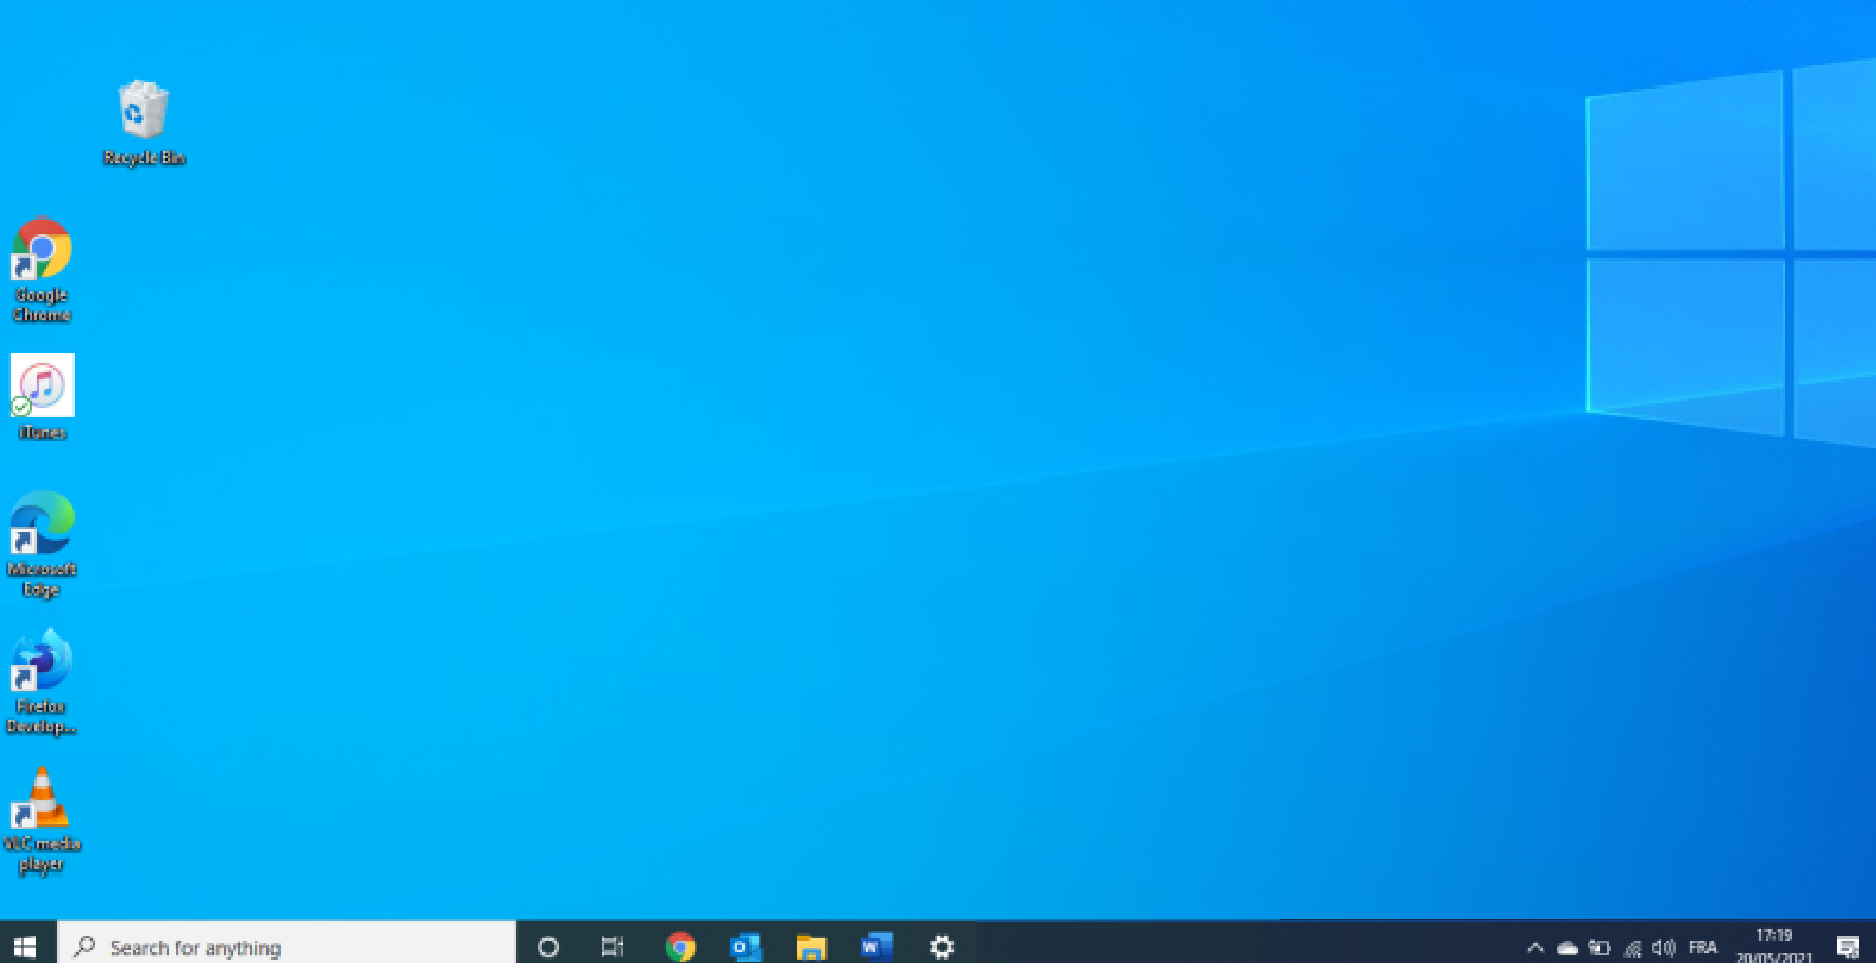 Recycle Bin
Google
Chrome
iTunes
Microsoft
Edge
Firefox
Develop...
VLC media
player
Search for anything
FRA
17:19
20/05/2021